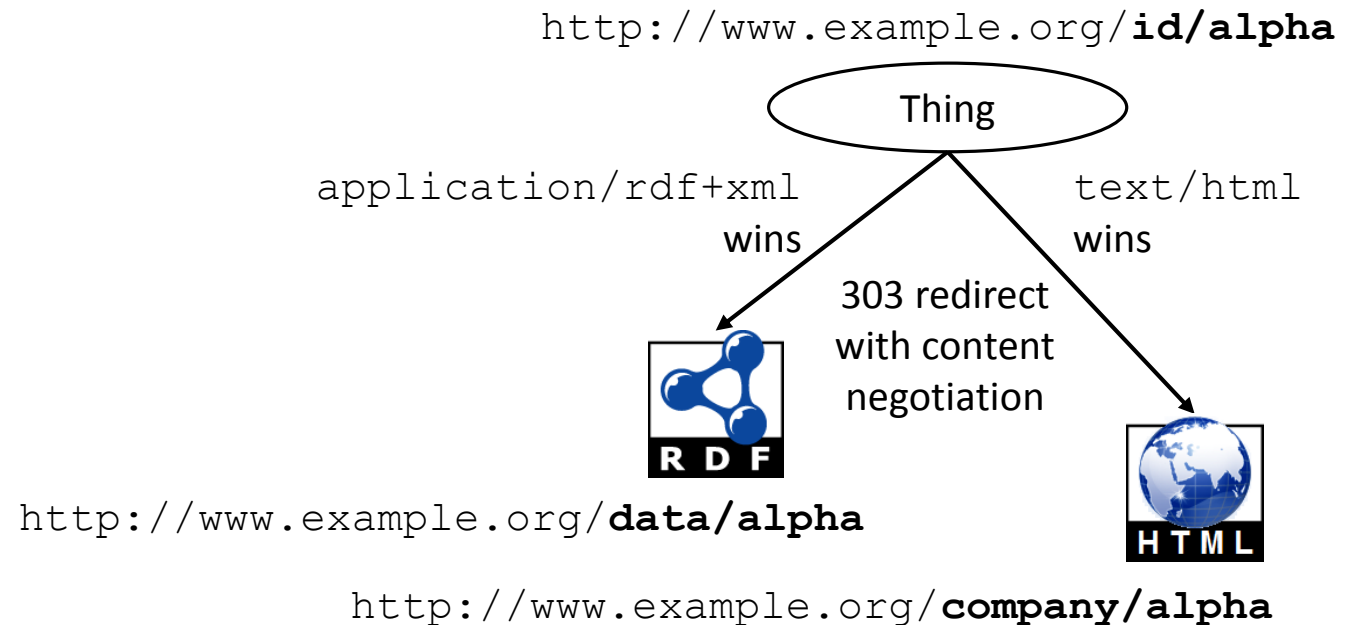 http://www.example.org/id/alpha
Thing
application/rdf+xml
wins
text/html
wins
303 redirect
with content
negotiation
RDF
HTML
http://www.example.org/data/alpha
http://www.example.org/company/alpha